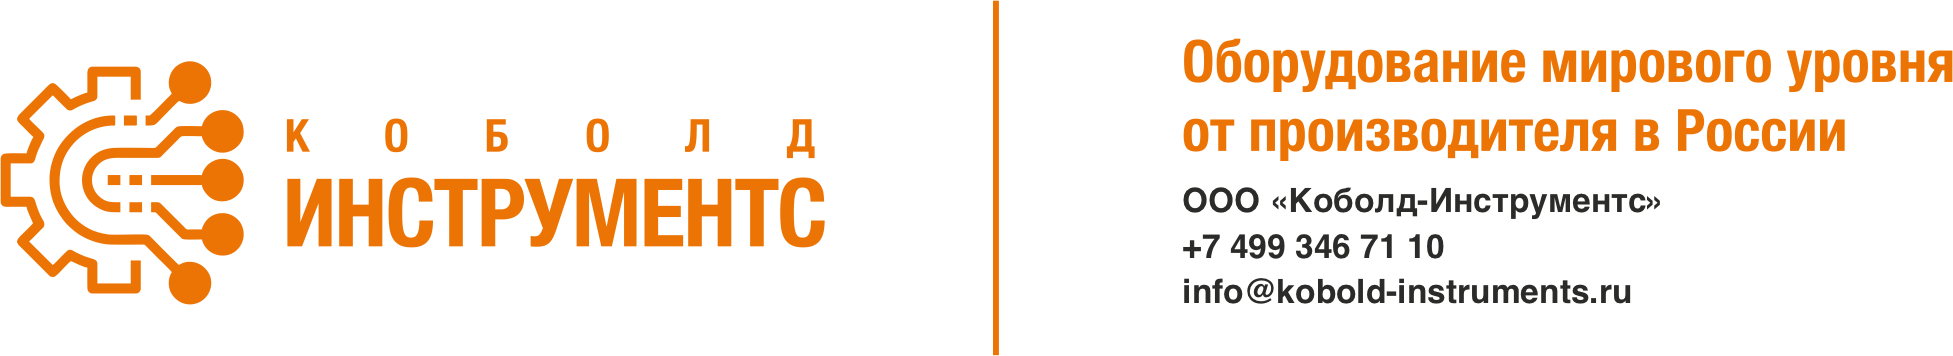 КОБОЛД
ИНСТРУМЕНТС
Оборудование мирового уровня
от производителя в России
ООО «Коболд-Инструментс»
+7 499 346 71 10
info@kobold-instruments.ru